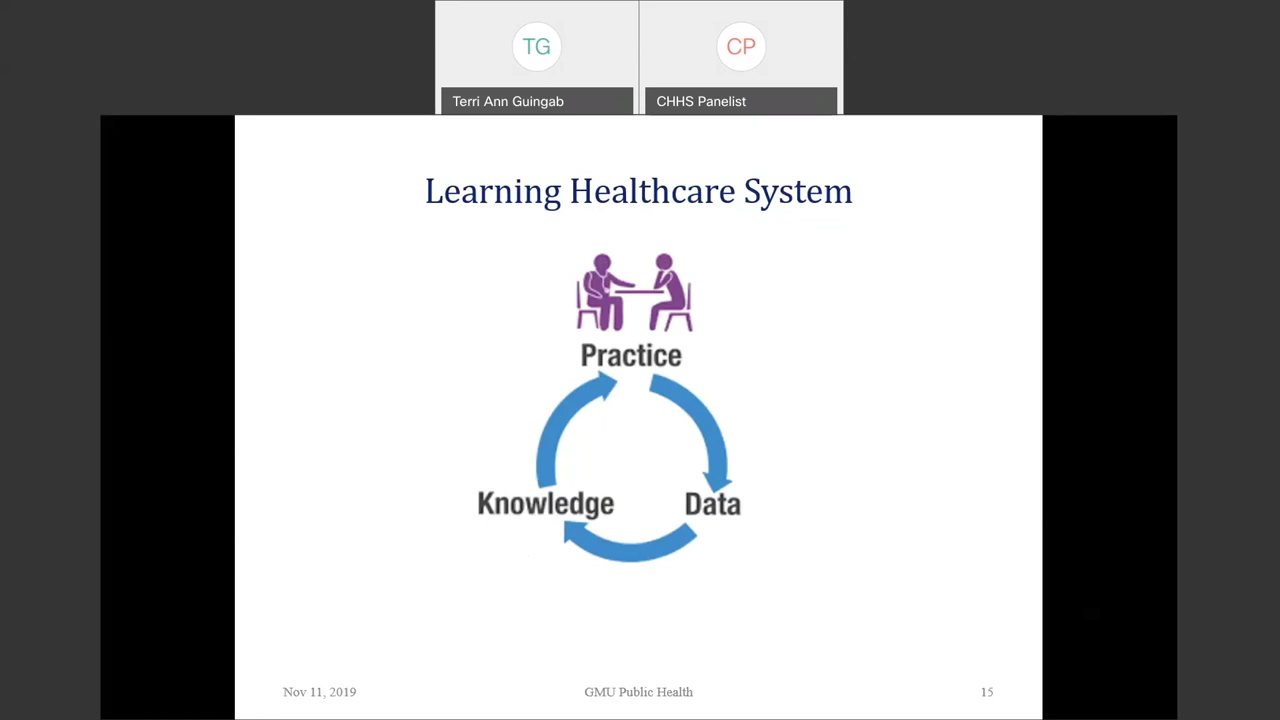 TG
CP
Terri Ann Guingab
CHHS Panelist
Learning Healthcare System
Practice
Knowledge
Data
Nov 11, 2019
GMU Public Health
15